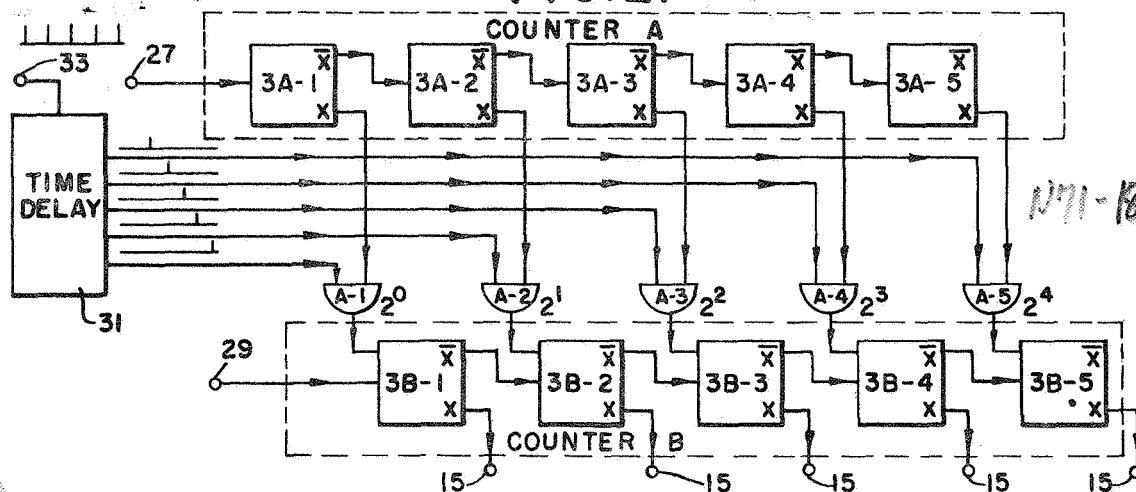 COUNTER A
33
27
3A-1 X̅ X
3A-2 X̅ X
3A-3 X̅ X
3A-4 X̅ X
3A-5 X̅ X
TIME
DELAY
31
A-1 2⁰
A-2 2¹
A-3 2²
A-4 2³
A-5 2⁴
29
3B-1 X̅ X
3B-2 X̅ X
3B-3 X̅ X
3B-4 X̅ X
3B-5 X̅ X
COUNTER B
15
15
15
15
15